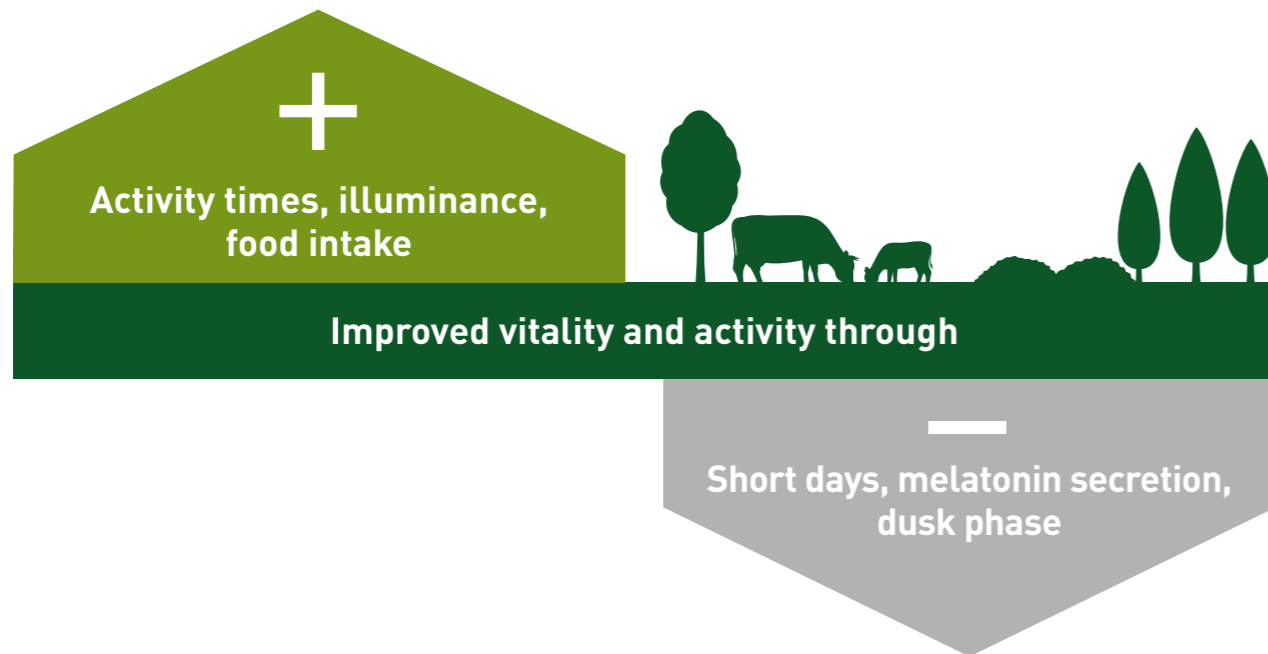 +
Activity times, illuminance,
food intake
Improved vitality and activity through
—
Short days, melatonin secretion,
dusk phase